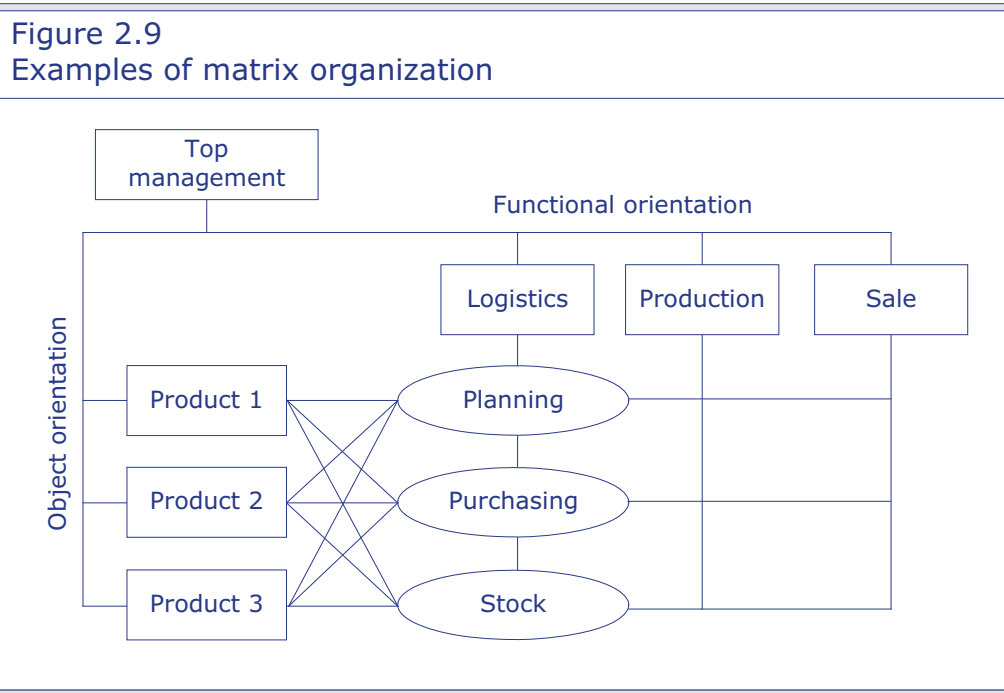 Figure 2.9
Examples of matrix organization
Top
management
Functional orientation
Logistics
Production
Sale
Object orientation
Product 1
Planning
Product 2
Purchasing
Product 3
Stock